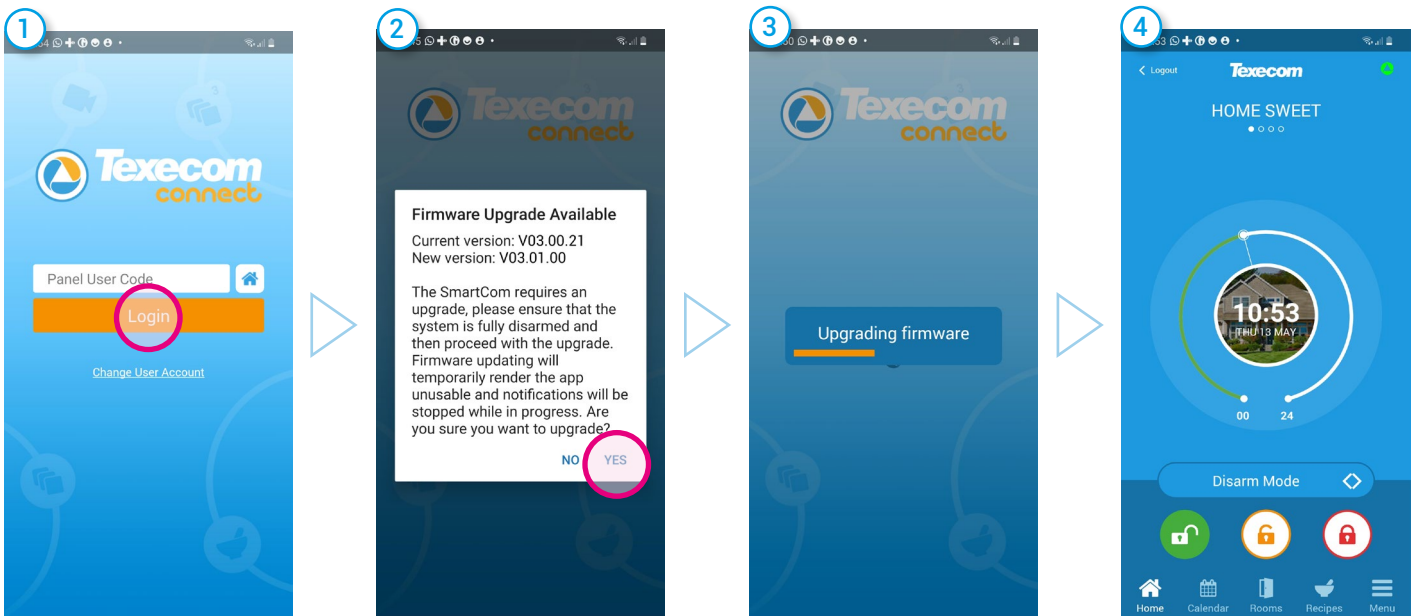 1
Texecom
connect
Panel User Code
Login
Change User Account
2
Texecom
connect
Firmware Upgrade Available
Current version: V03.00.21
New version: V03.01.00
The SmartCom requires an
upgrade, please ensure that the
system is fully disarmed and
then proceed with the upgrade.
Firmware updating will
temporarily render the app
unusable and notifications will be
stopped while in progress. Are
you sure you want to upgrade?
NO YES
3
Texecom
connect
Upgrading firmware
4
Logout Texecom
HOME SWEET
10:53
THU 13 MAY
00 24
Disarm Mode
Home Calendar Rooms Recipes Menu